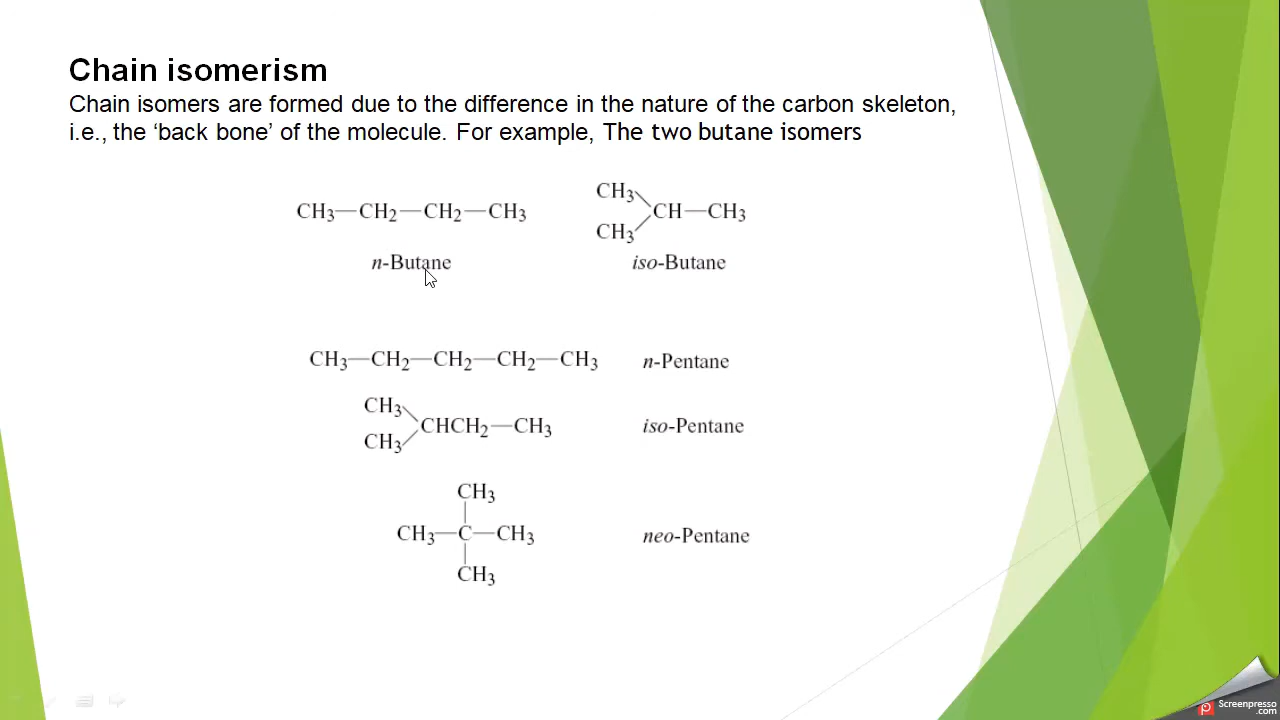 Chain isomerism
Chain isomers are formed due to the difference in the nature of the carbon skeleton,
i.e., the ‘back bone’ of the molecule. For example, The two butane isomers
CH3—CH2—CH2—CH3
CH3
CH—CH3
CH3
n-Butane
iso-Butane
CH3—CH2—CH2—CH2—CH3 n-Pentane
CH3
CHCH2—CH3 iso-Pentane
CH3
CH3
CH3—C—CH3 neo-Pentane
CH3
Screenpresso
.com